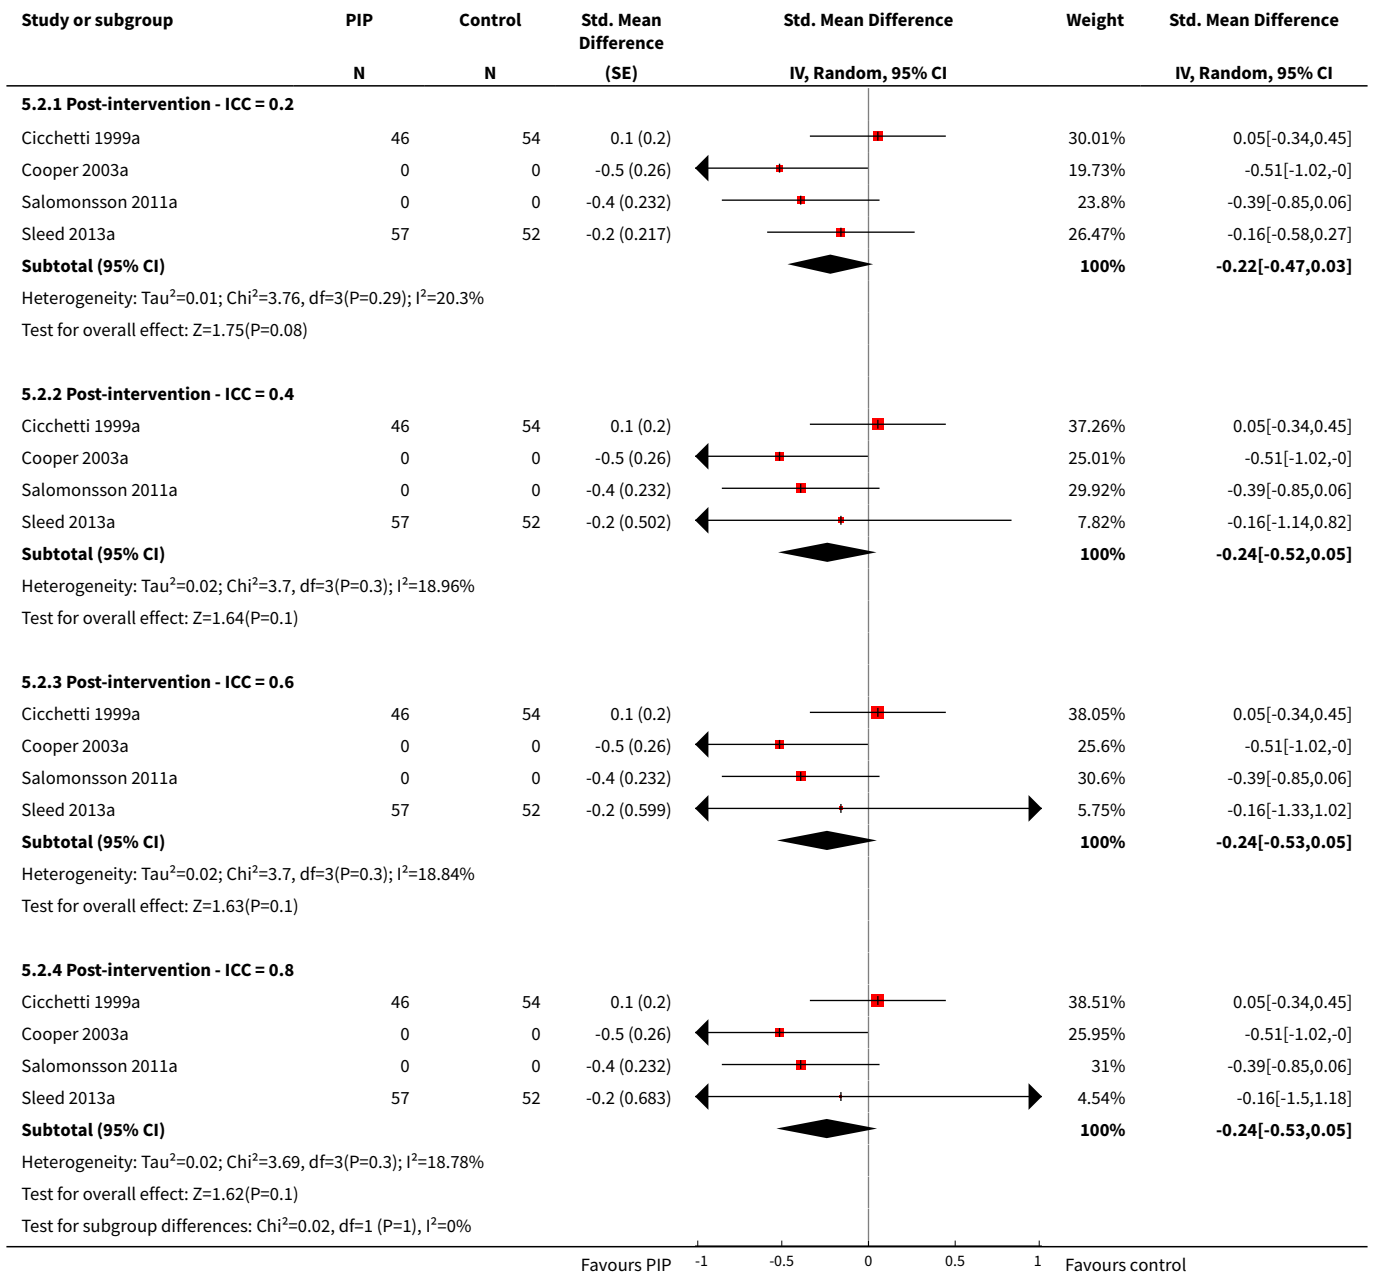 Study or subgroup PIP Control Std. Mean Difference Std. Mean Difference Weight Std. Mean Difference
N N (SE) IV, Random, 95% CI IV, Random, 95% CI
5.2.1 Post-intervention - ICC = 0.2
Cicchetti 1999a 46 54 0.1 (0.2) 30.01% 0.05[-0.34,0.45]
Cooper 2003a 0 0 -0.5 (0.26) 19.73% -0.51[-1.02,-0]
Salomonsson 2011a 0 0 -0.4 (0.232) 23.8% -0.39[-0.85,0.06]
Sleed 2013a 57 52 -0.2 (0.217) 26.47% -0.16[-0.58,0.27]
Subtotal (95% CI) 100% -0.22[-0.47,0.03]
Heterogeneity: Tau²=0.01; Chi²=3.76, df=3(P=0.29); I²=20.3%
Test for overall effect: Z=1.75(P=0.08)
5.2.2 Post-intervention - ICC = 0.4
Cicchetti 1999a 46 54 0.1 (0.2) 37.26% 0.05[-0.34,0.45]
Cooper 2003a 0 0 -0.5 (0.26) 25.01% -0.51[-1.02,-0]
Salomonsson 2011a 0 0 -0.4 (0.232) 29.92% -0.39[-0.85,0.06]
Sleed 2013a 57 52 -0.2 (0.502) 7.82% -0.16[-1.14,0.82]
Subtotal (95% CI) 100% -0.24[-0.52,0.05]
Heterogeneity: Tau²=0.02; Chi²=3.7, df=3(P=0.3); I²=18.96%
Test for overall effect: Z=1.64(P=0.1)
5.2.3 Post-intervention - ICC = 0.6
Cicchetti 1999a 46 54 0.1 (0.2) 38.05% 0.05[-0.34,0.45]
Cooper 2003a 0 0 -0.5 (0.26) 25.6% -0.51[-1.02,-0]
Salomonsson 2011a 0 0 -0.4 (0.232) 30.6% -0.39[-0.85,0.06]
Sleed 2013a 57 52 -0.2 (0.599) 5.75% -0.16[-1.33,1.02]
Subtotal (95% CI) 100% -0.24[-0.53,0.05]
Heterogeneity: Tau²=0.02; Chi²=3.7, df=3(P=0.3); I²=18.84%
Test for overall effect: Z=1.63(P=0.1)
5.2.4 Post-intervention - ICC = 0.8
Cicchetti 1999a 46 54 0.1 (0.2) 38.51% 0.05[-0.34,0.45]
Cooper 2003a 0 0 -0.5 (0.26) 25.95% -0.51[-1.02,-0]
Salomonsson 2011a 0 0 -0.4 (0.232) 31% -0.39[-0.85,0.06]
Sleed 2013a 57 52 -0.2 (0.683) 4.54% -0.16[-1.5,1.18]
Subtotal (95% CI) 100% -0.24[-0.53,0.05]
Heterogeneity: Tau²=0.02; Chi²=3.69, df=3(P=0.3); I²=18.78%
Test for overall effect: Z=1.62(P=0.1)
Test for subgroup differences: Chi²=0.02, df=1 (P=1), I²=0%
Favours PIP -1 -0.5 0 0.5 1 Favours control